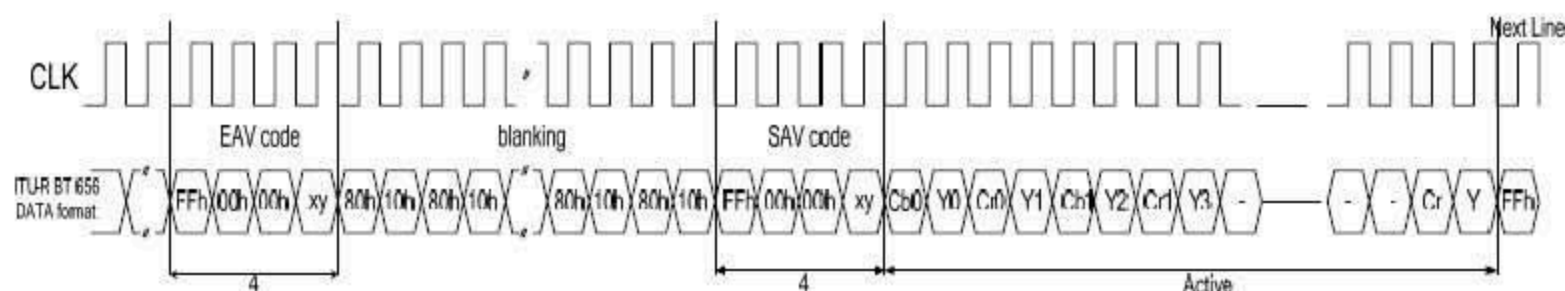 Next Line
CLK
EAV code blanking SAV code
ITU-R BT 656
DATA format
FFh 00h 00h xy 80h 10h 80h 10h 80h 10h 80h 10h FFh 00h 00h xy Cb0 Y0 Cr0 Y1 Cb1 Y2 Cr1 Y3 - - - Cr Y FFh
4 4 Active